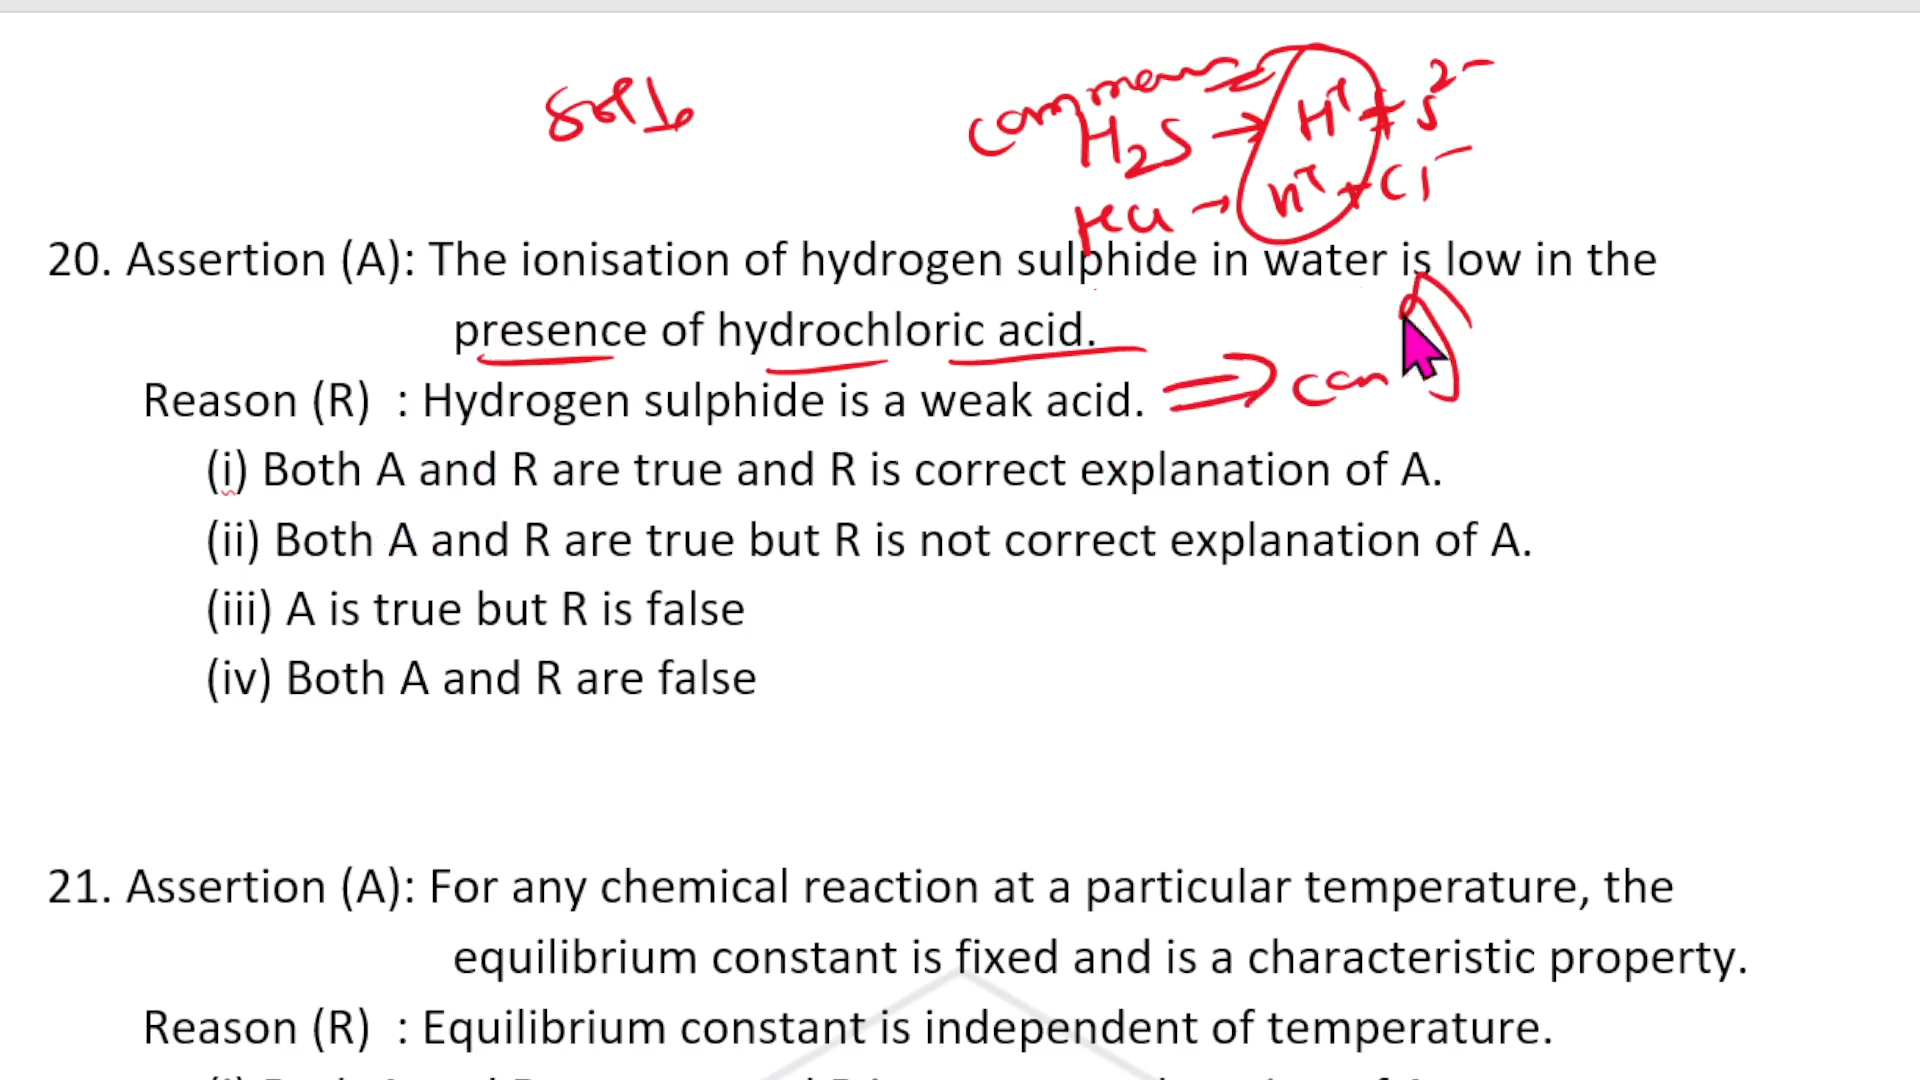 common
H₂S → H⁺ + S²⁻
HCl → H⁺ + Cl⁻
20. Assertion (A): The ionisation of hydrogen sulphide in water is low in the
presence of hydrochloric acid.
Reason (R) : Hydrogen sulphide is a weak acid.
(i) Both A and R are true and R is correct explanation of A.
(ii) Both A and R are true but R is not correct explanation of A.
(iii) A is true but R is false
(iv) Both A and R are false
21. Assertion (A): For any chemical reaction at a particular temperature, the
equilibrium constant is fixed and is a characteristic property.
Reason (R) : Equilibrium constant is independent of temperature.